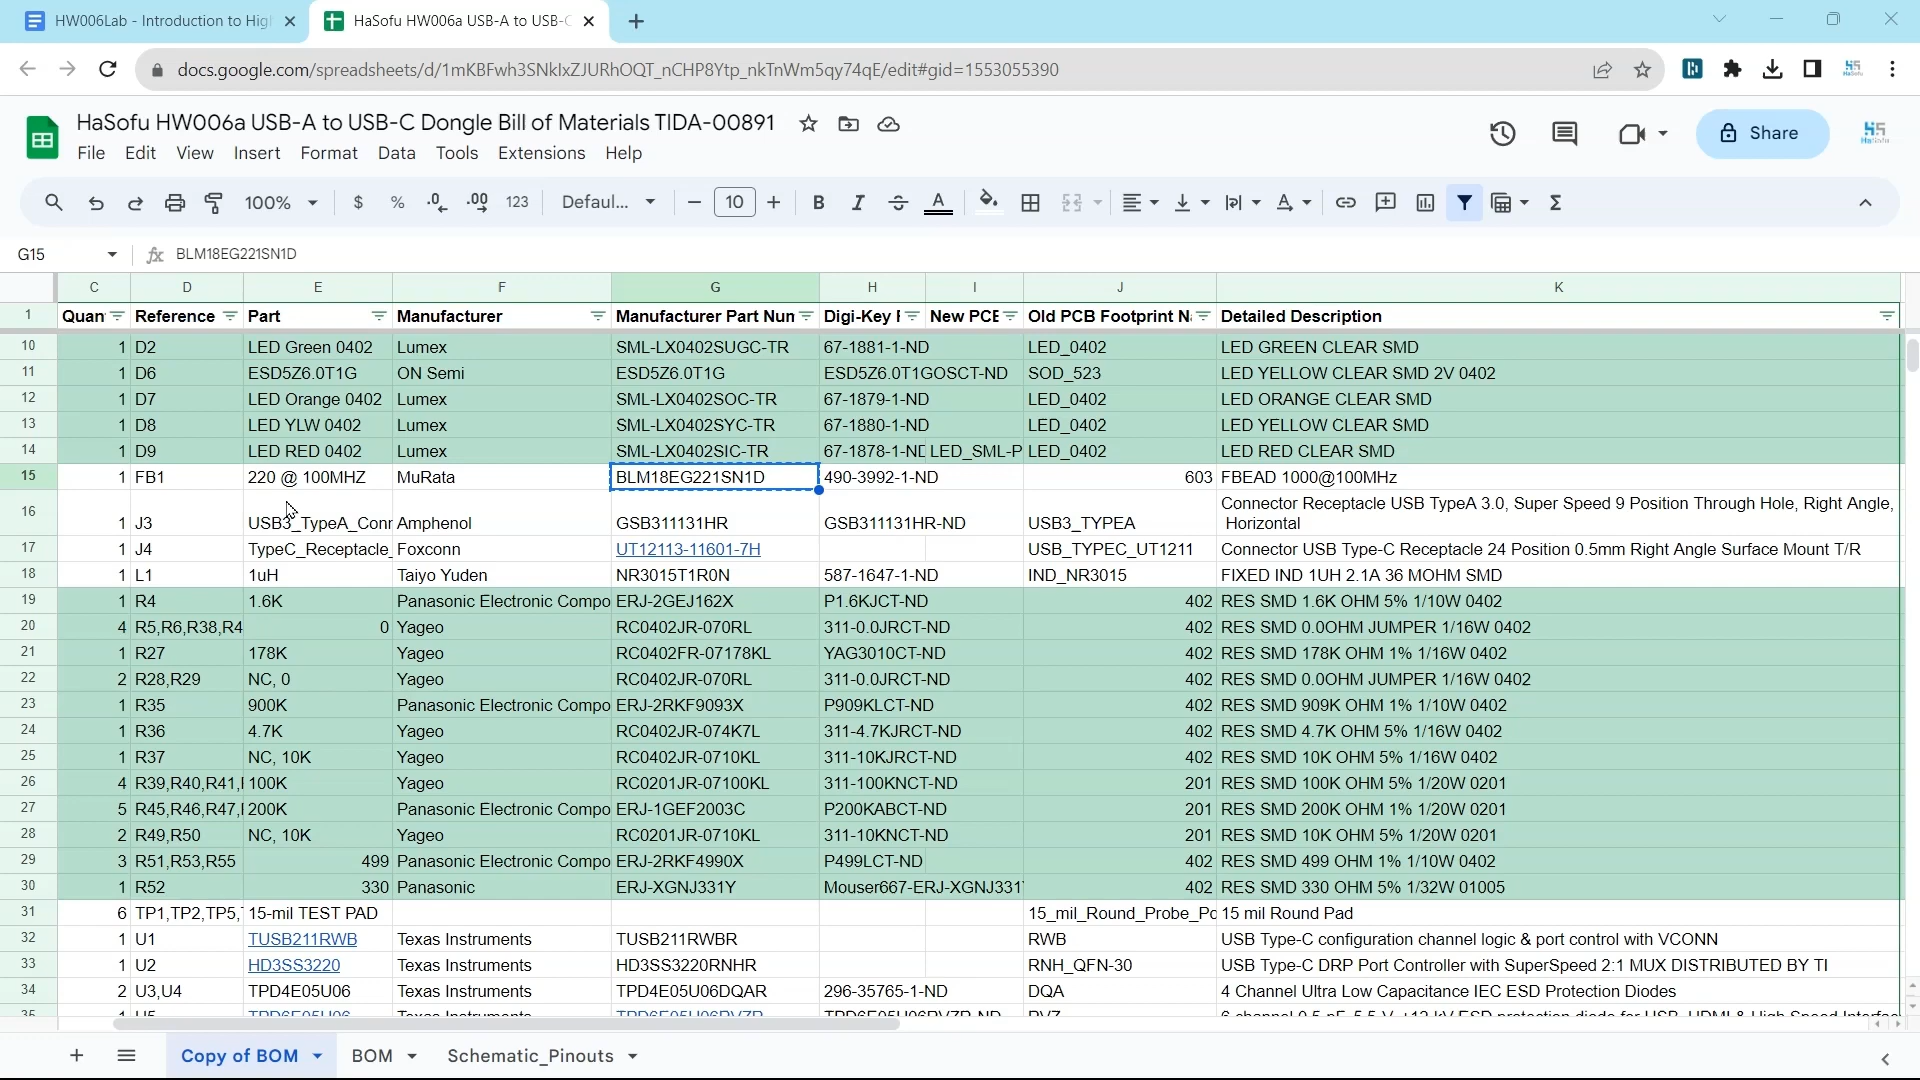 HW006Lab - Introduction to Hig
HaSofu HW006a USB-A to USB-C
docs.google.com/spreadsheets/d/1mKBFwh3SNklxZJURhOQT_nCHP8Ytp_nkTnWm5qy74qE/edit#gid=1553055390
HaSofu HW006a USB-A to USB-C Dongle Bill of Materials TIDA-00891
File Edit View Insert Format Data Tools Extensions Help
Share
100% $ % .0 .00 123 Defaul... 10 B I A
G15 fx BLM18EG221SN1D
C D E F G H I J K
1 Quan Reference Part Manufacturer Manufacturer Part Nun Digi-Key New PCE Old PCB Footprint N Detailed Description
10 1 D2 LED Green 0402 Lumex SML-LX0402SUGC-TR 67-1881-1-ND LED_0402 LED GREEN CLEAR SMD
11 1 D6 ESD5Z6.0T1G ON Semi ESD5Z6.0T1G ESD5Z6.0T1GOSCT-ND SOD_523 LED YELLOW CLEAR SMD 2V 0402
12 1 D7 LED Orange 0402 Lumex SML-LX0402SOC-TR 67-1879-1-ND LED_0402 LED ORANGE CLEAR SMD
13 1 D8 LED YLW 0402 Lumex SML-LX0402SYC-TR 67-1880-1-ND LED_0402 LED YELLOW CLEAR SMD
14 1 D9 LED RED 0402 Lumex SML-LX0402SIC-TR 67-1878-1-NE LED_SML-P LED_0402 LED RED CLEAR SMD
15 1 FB1 220 @ 100MHZ MuRata BLM18EG221SN1D 490-3992-1-ND 603 FBEAD 1000@100MHz
16 1 J3 USB3_TypeA_Conr Amphenol GSB311131HR GSB311131HR-ND USB3_TYPEA Connector Receptacle USB TypeA 3.0, Super Speed 9 Position Through Hole, Right Angle,
Horizontal
17 1 J4 TypeC_Receptacle_ Foxconn UT12113-11601-7H USB_TYPEC_UT1211 Connector USB Type-C Receptacle 24 Position 0.5mm Right Angle Surface Mount T/R
18 1 L1 1uH Taiyo Yuden NR3015T1R0N 587-1647-1-ND IND_NR3015 FIXED IND 1UH 2.1A 36 MOHM SMD
19 1 R4 1.6K Panasonic Electronic Compo ERJ-2GEJ162X P1.6KJCT-ND 402 RES SMD 1.6K OHM 5% 1/10W 0402
20 4 R5,R6,R38,R4 0 Yageo RC0402JR-070RL 311-0.0JRCT-ND 402 RES SMD 0.0OHM JUMPER 1/16W 0402
21 1 R27 178K Yageo RC0402FR-07178KL YAG3010CT-ND 402 RES SMD 178K OHM 1% 1/16W 0402
22 2 R28,R29 NC, 0 Yageo RC0402JR-070RL 311-0.0JRCT-ND 402 RES SMD 0.0OHM JUMPER 1/16W 0402
23 1 R35 900K Panasonic Electronic Compo ERJ-2RKF9093X P909KLCT-ND 402 RES SMD 909K OHM 1% 1/10W 0402
24 1 R36 4.7K Yageo RC0402JR-074K7L 311-4.7KJRCT-ND 402 RES SMD 4.7K OHM 5% 1/16W 0402
25 1 R37 NC, 10K Yageo RC0402JR-0710KL 311-10KJRCT-ND 402 RES SMD 10K OHM 5% 1/16W 0402
26 4 R39,R40,R41, 100K Yageo RC0201JR-07100KL 311-100KNCT-ND 201 RES SMD 100K OHM 5% 1/20W 0201
27 5 R45,R46,R47, 200K Panasonic Electronic Compo ERJ-1GEF2003C P200KABCT-ND 201 RES SMD 200K OHM 1% 1/20W 0201
28 2 R49,R50 NC, 10K Yageo RC0201JR-0710KL 311-10KNCT-ND 201 RES SMD 10K OHM 5% 1/20W 0201
29 3 R51,R53,R55 499 Panasonic Electronic Compo ERJ-2RKF4990X P499LCT-ND 402 RES SMD 499 OHM 1% 1/10W 0402
30 1 R52 330 Panasonic ERJ-XGNJ331Y Mouser667-ERJ-XGNJ331 402 RES SMD 330 OHM 5% 1/32W 01005
31 6 TP1,TP2,TP5, 15-mil TEST PAD 15_mil_Round_Probe_Po 15 mil Round Pad
32 1 U1 TUSB211RWB Texas Instruments TUSB211RWBR RWB USB Type-C configuration channel logic & port control with VCONN
33 1 U2 HD3SS3220 Texas Instruments HD3SS3220RNHR RNH_QFN-30 USB Type-C DRP Port Controller with SuperSpeed 2:1 MUX DISTRIBUTED BY TI
34 2 U3,U4 TPD4E05U06 Texas Instruments TPD4E05U06DQAR 296-35765-1-ND DQA 4 Channel Ultra Low Capacitance IEC ESD Protection Diodes
Copy of BOM BOM Schematic_Pinouts